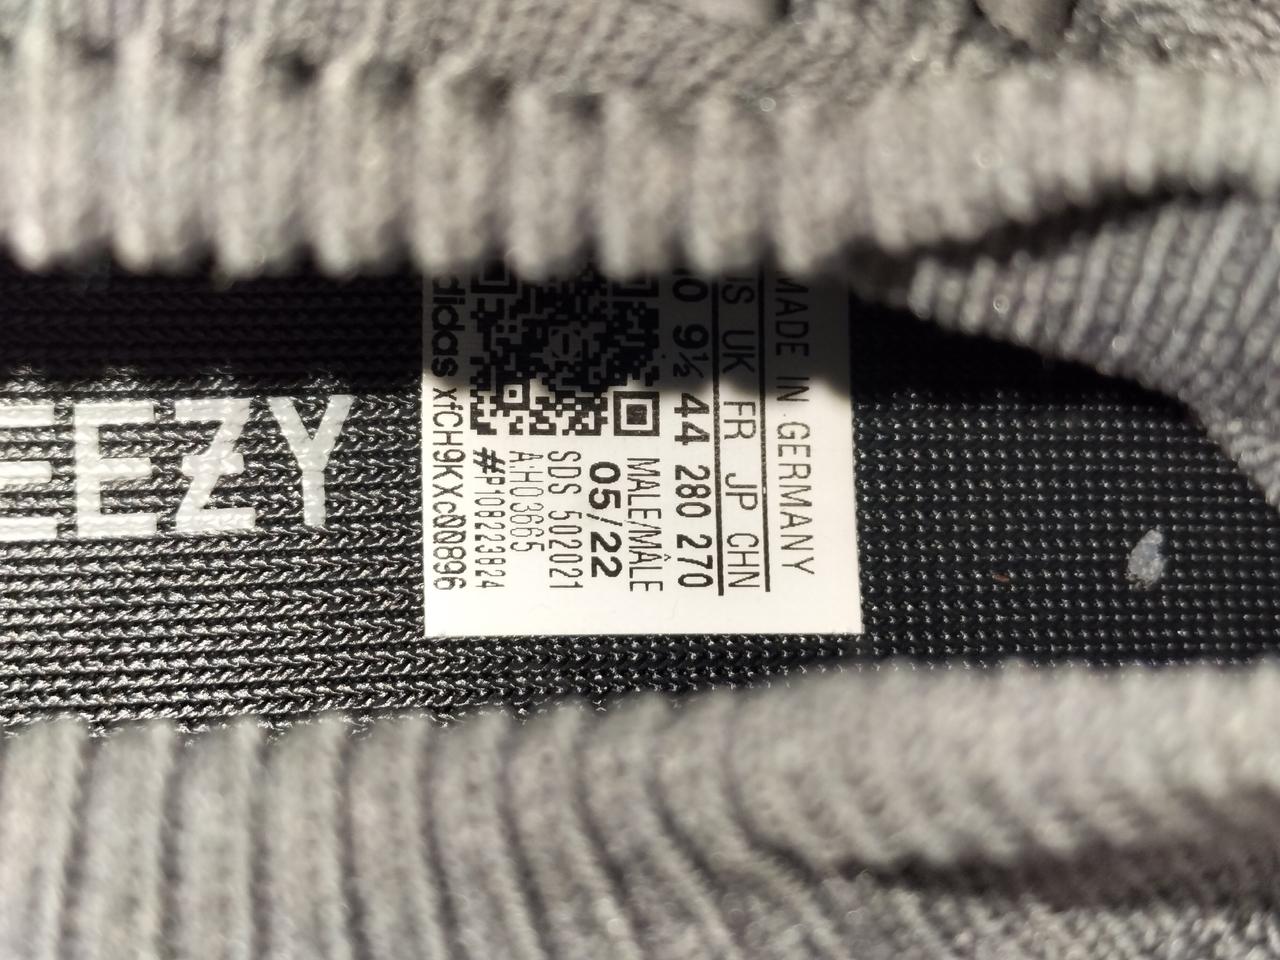 MADE IN GERMANY
US UK FR JP CHN
10 9½ 44 280 270
MALE/MÂLE
05/22
SDS 502021
A:H03665
#P108223824
adidas xfCH9KXc00896
EEZY